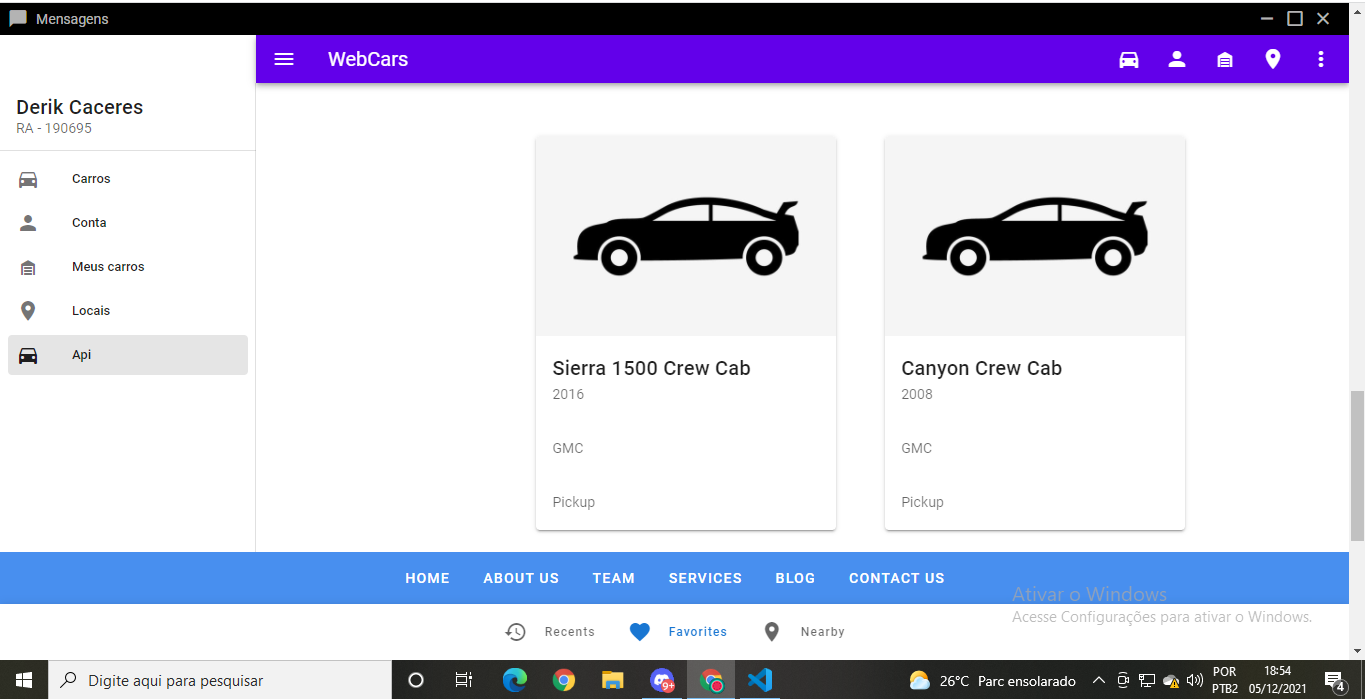 Mensagens
WebCars
Derik Caceres
RA - 190695
Carros
Conta
Meus carros
Locais
Api
Sierra 1500 Crew Cab
2016
GMC
Pickup
Canyon Crew Cab
2008
GMC
Pickup
HOME ABOUT US TEAM SERVICES BLOG CONTACT US
Ativar o Windows
Acesse Configurações para ativar o Windows.
Recents Favorites Nearby
Digite aqui para pesquisar
9+
26°C Parc ensolarado
POR
PTB2
18:54
05/12/2021
4